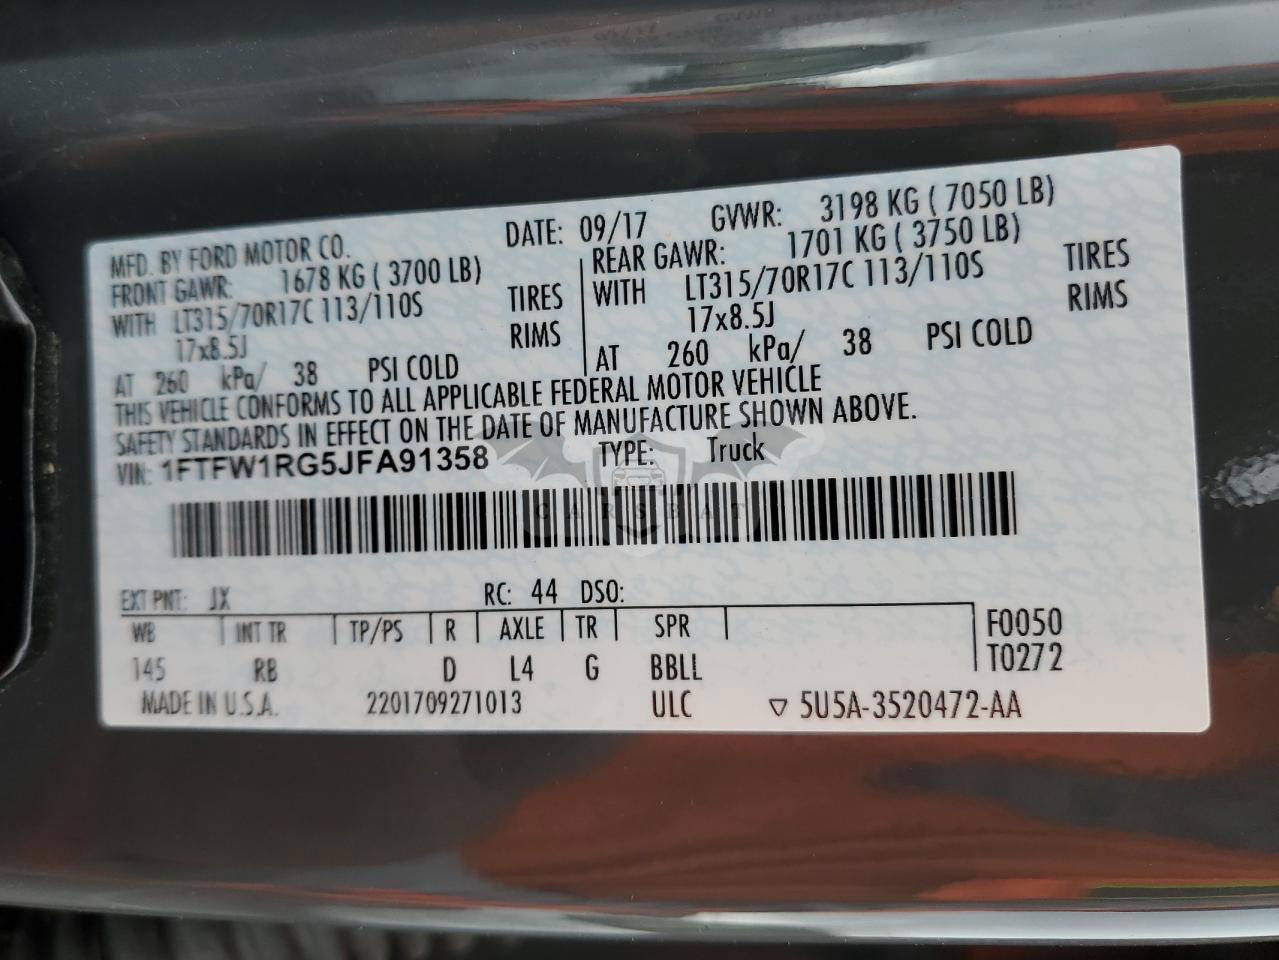 MFD. BY FORD MOTOR CO. DATE: 09/17 GVWR: 3198 KG ( 7050 LB)
FRONT GAWR: 1678 KG ( 3700 LB) REAR GAWR: 1701 KG ( 3750 LB)
WITH LT315/70R17C 113/110S TIRES WITH LT315/70R17C 113/110S TIRES
17x8.5J RIMS 17x8.5J RIMS
AT 260 kPa/ 38 PSI COLD AT 260 kPa/ 38 PSI COLD
THIS VEHICLE CONFORMS TO ALL APPLICABLE FEDERAL MOTOR VEHICLE
SAFETY STANDARDS IN EFFECT ON THE DATE OF MANUFACTURE SHOWN ABOVE.
VIN: 1FTFW1RG5JFA91358 TYPE: Truck
CARSBAT
EXT PNT: JX RC: 44 DSO:
WB INT TR TP/PS R AXLE TR SPR F0050
145 RB D L4 G BBLL T0272
MADE IN U.S.A. 2201709271013 ULC ▽ 5U5A-3520472-AA